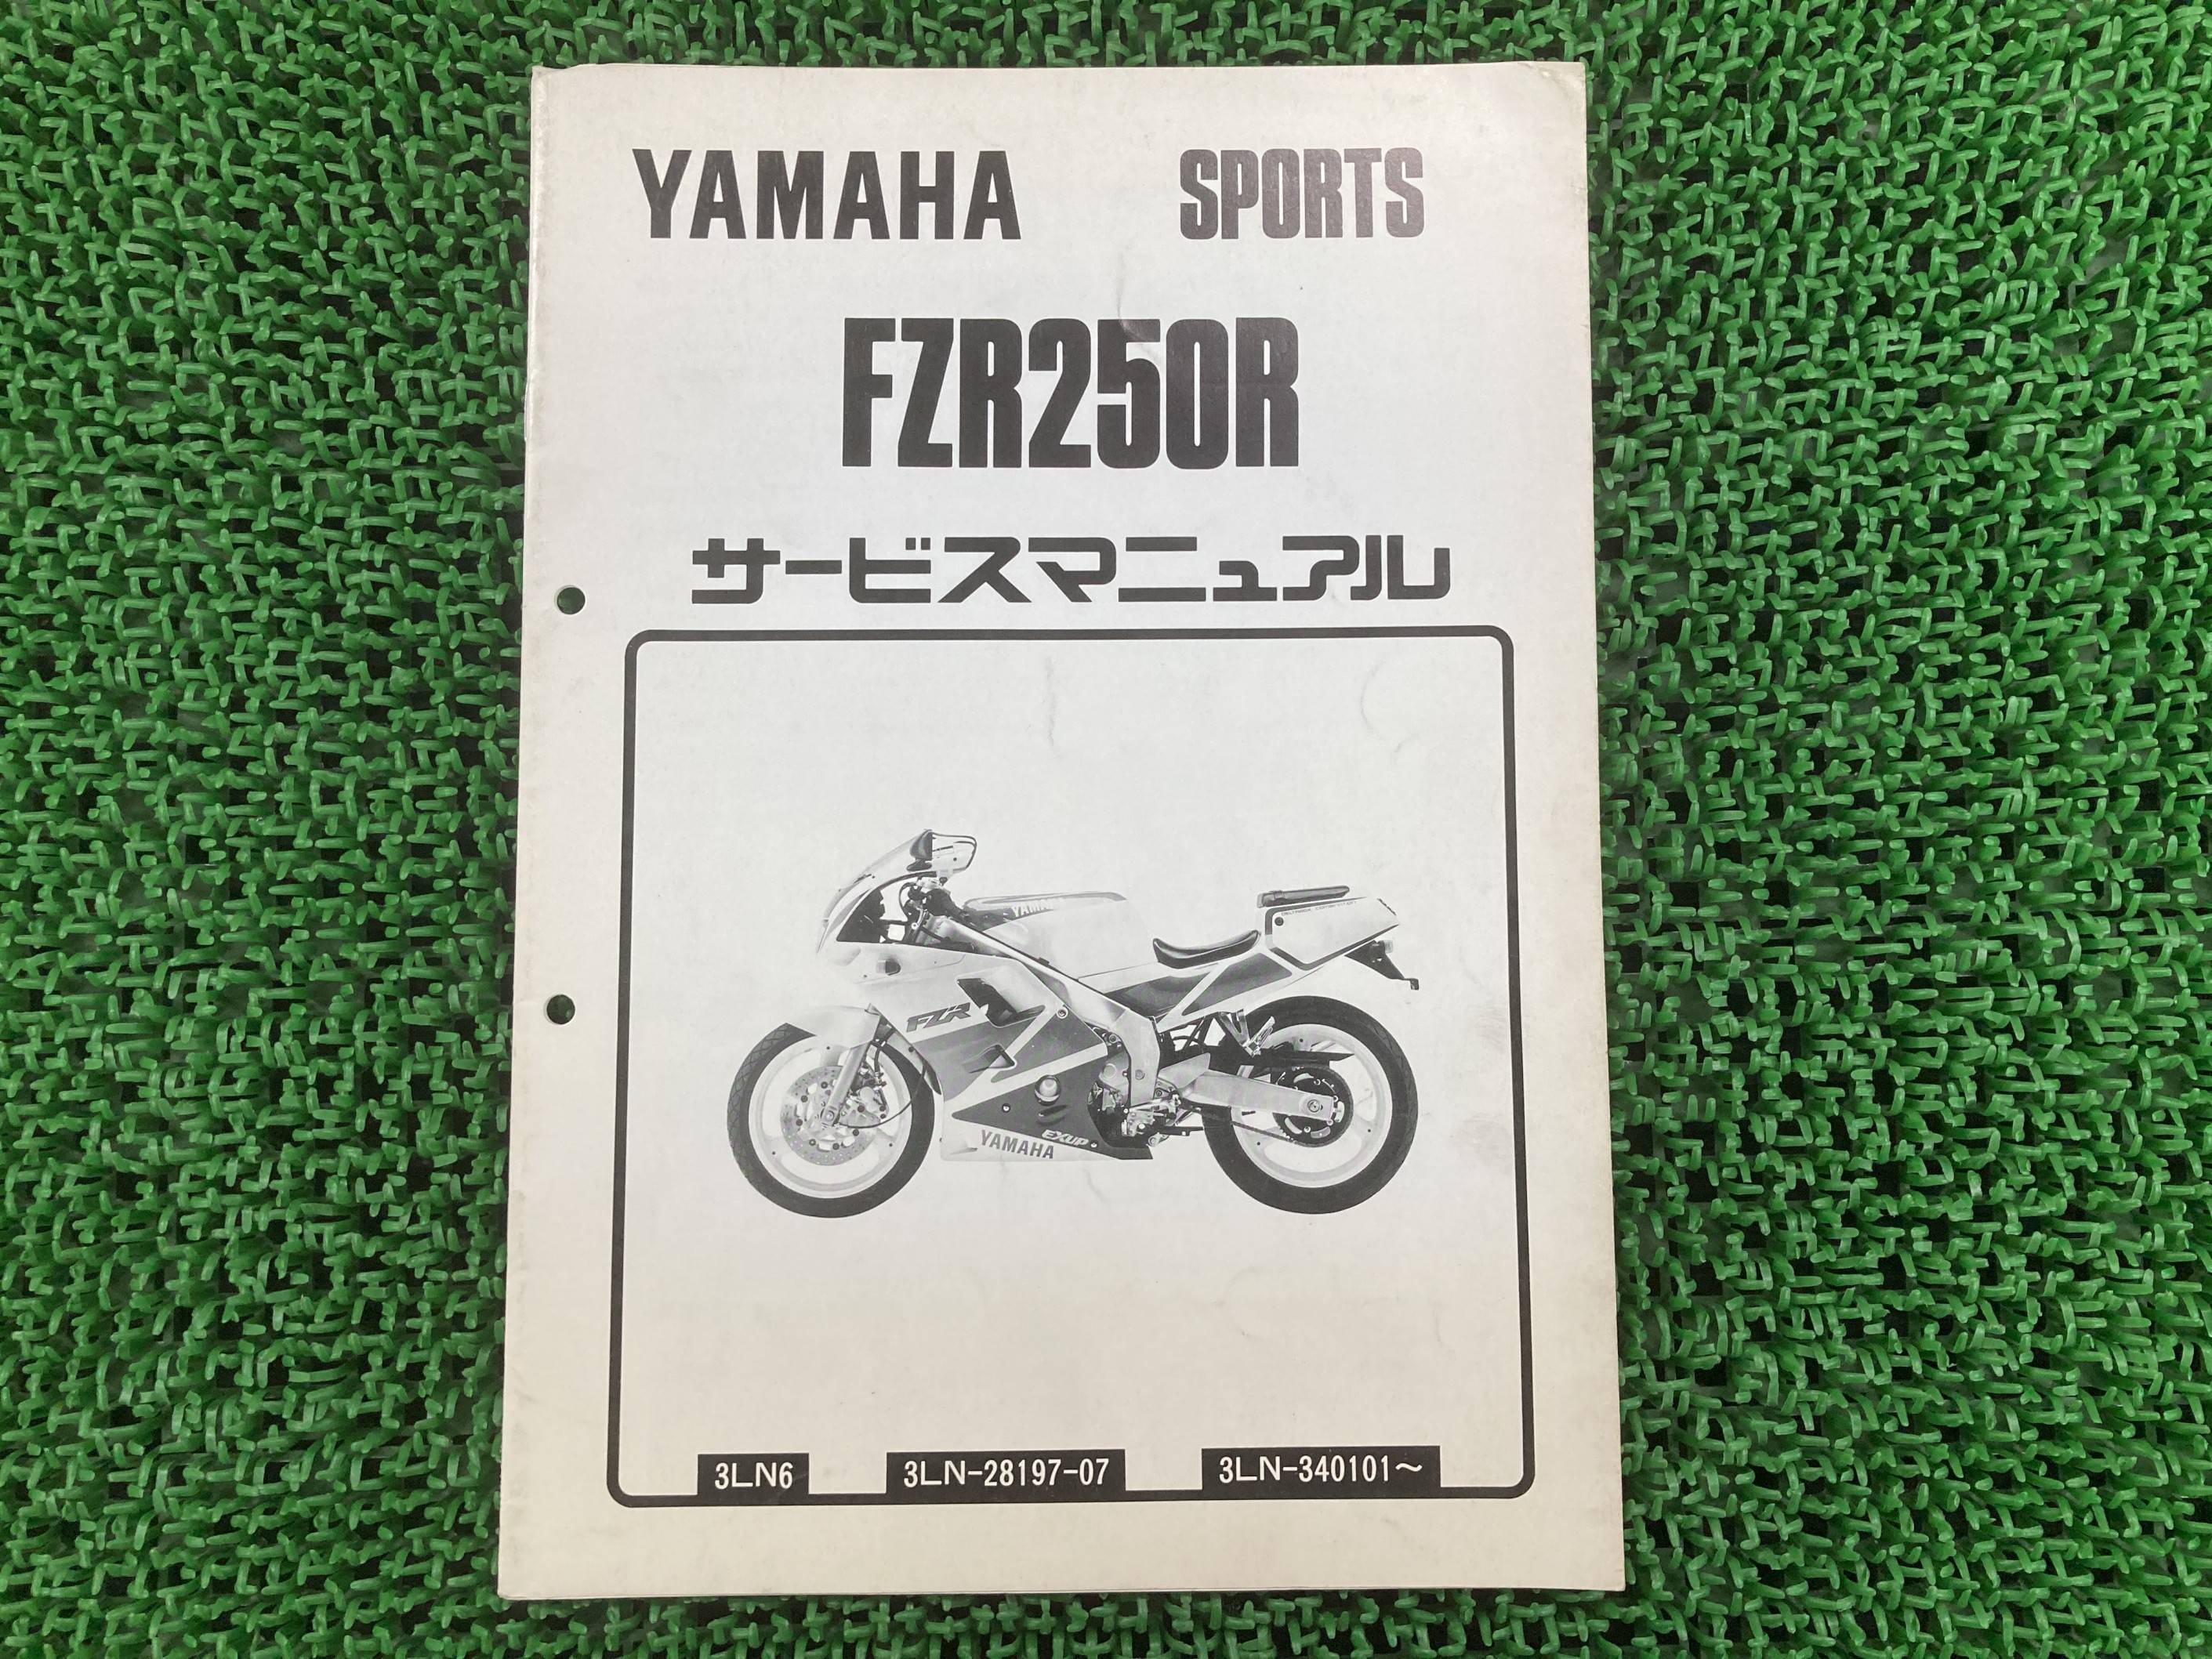 YAMAHA SPORTS
FZR250R
サービスマニュアル
YAMAHA
FZR
EXUP
YAMAHA
3LN6 3LN-28197-07 3LN-340101～